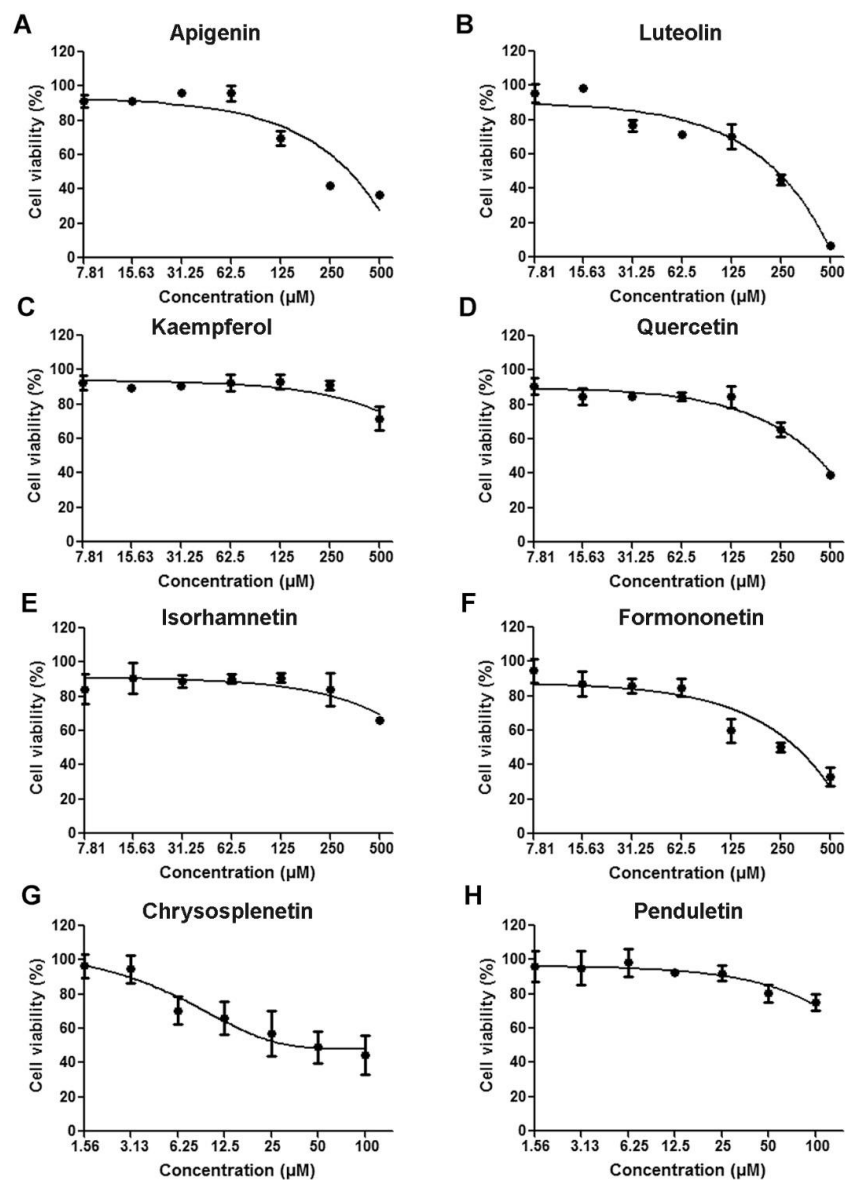 A
Apigenin
120
100
80
60
40
20
0
Cell viability (%)
7.81 15.63 31.25 62.5 125 250 500
Concentration (µM)
B
Luteolin
120
100
80
60
40
20
0
Cell viability (%)
7.81 15.63 31.25 62.5 125 250 500
Concentration (µM)
C
Kaempferol
120
100
80
60
40
20
0
Cell viability (%)
7.81 15.63 31.25 62.5 125 250 500
Concentration (µM)
D
Quercetin
120
100
80
60
40
20
0
Cell viability (%)
7.81 15.63 31.25 62.5 125 250 500
Concentration (µM)
E
Isorhamnetin
120
100
80
60
40
20
0
Cell viability (%)
7.81 15.63 31.25 62.5 125 250 500
Concentration (µM)
F
Formononetin
120
100
80
60
40
20
0
Cell viability (%)
7.81 15.63 31.25 62.5 125 250 500
Concentration (µM)
G
Chrysosplenetin
120
100
80
60
40
20
0
Cell viability (%)
1.56 3.13 6.25 12.5 25 50 100
Concentration (µM)
H
Penduletin
120
100
80
60
40
20
0
Cell viability (%)
1.56 3.13 6.25 12.5 25 50 100
Concentration (µM)